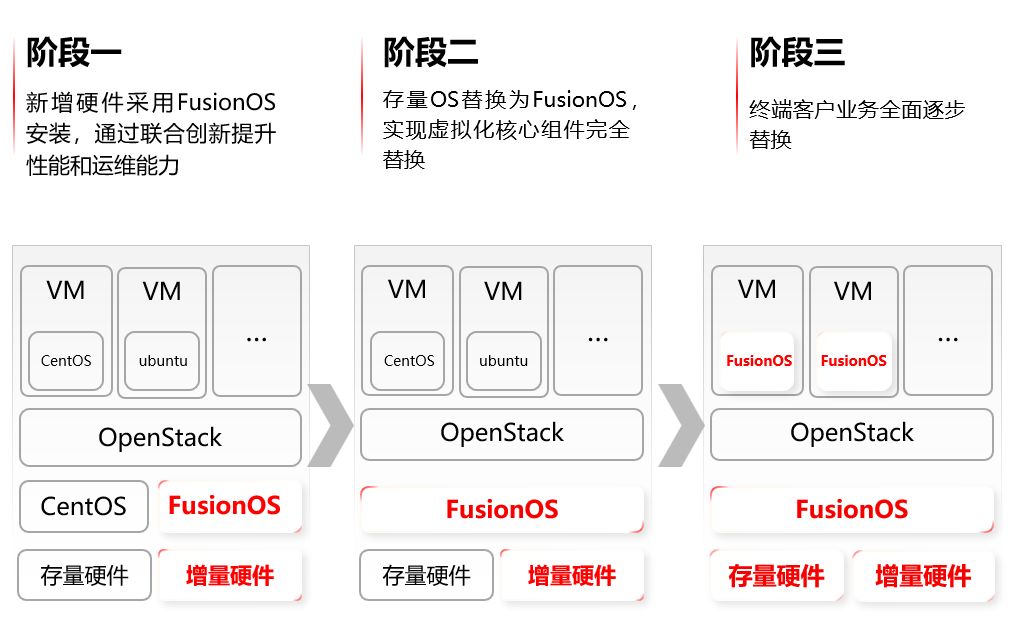 阶段一
新增硬件采用FusionOS
安装，通过联合创新提升
性能和运维能力
阶段二
存量OS替换为FusionOS，
实现虚拟化核心组件完全
替换
阶段三
终端客户业务全面逐步
替换
VM
VM
...
CentOS
ubuntu
OpenStack
CentOS
FusionOS
存量硬件
增量硬件
VM
VM
...
CentOS
ubuntu
OpenStack
FusionOS
存量硬件
增量硬件
VM
VM
...
FusionOS
FusionOS
OpenStack
FusionOS
存量硬件
增量硬件